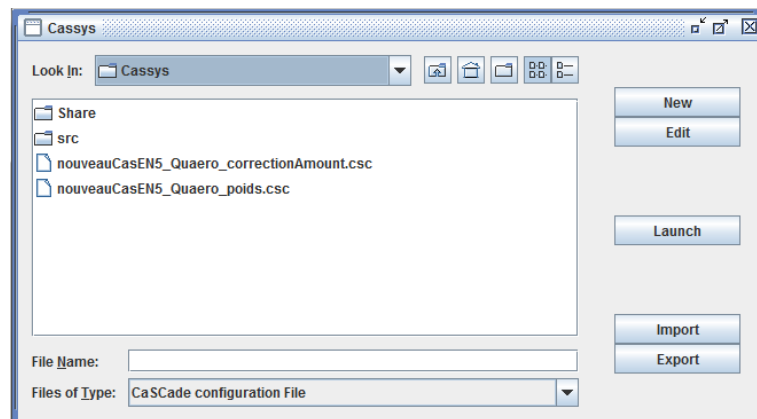 Cassys
Look In: Cassys
Share
src
nouveauCasEN5_Quaero_correctionAmount.csc
nouveauCasEN5_Quaero_poids.csc
File Name:
Files of Type: CaSCade configuration File
New
Edit
Launch
Import
Export